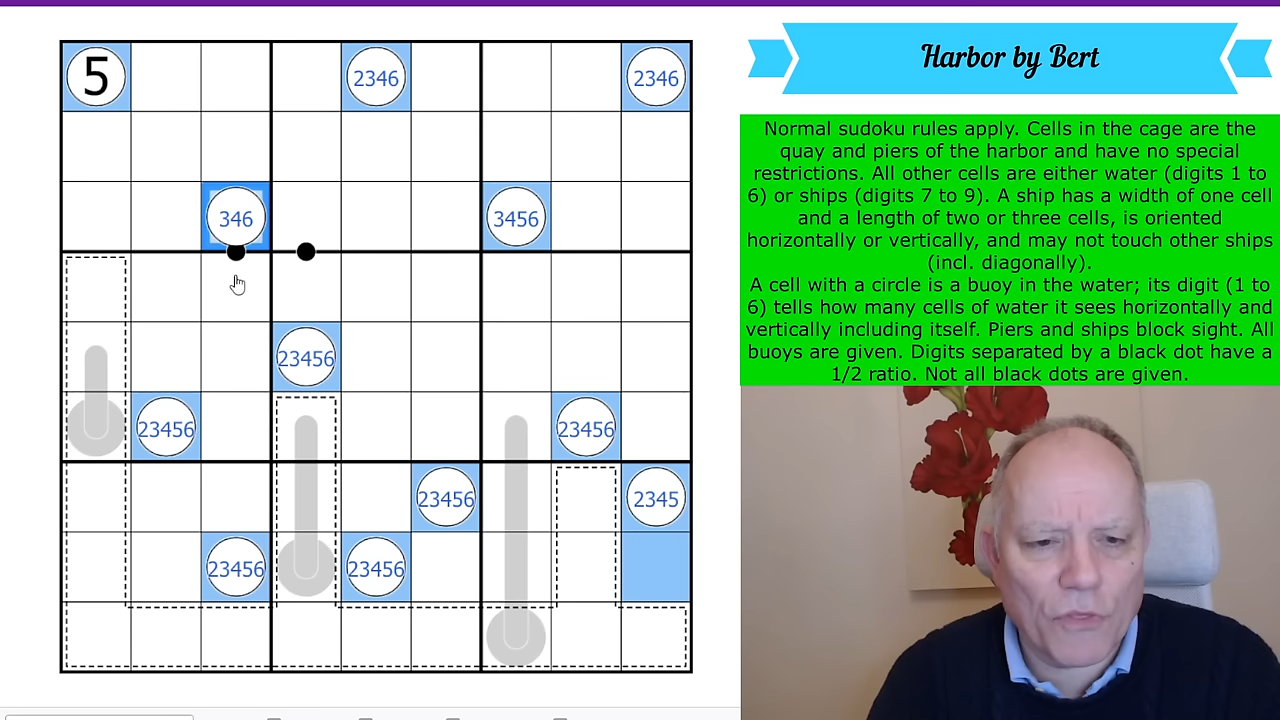 Harbor by Bert
Normal sudoku rules apply. Cells in the cage are the
quay and piers of the harbor and have no special
restrictions. All other cells are either water (digits 1 to
6) or ships (digits 7 to 9). A ship has a width of one cell
and a length of two or three cells, is oriented
horizontally or vertically, and may not touch other ships
(incl. diagonally).
A cell with a circle is a buoy in the water; its digit (1 to
6) tells how many cells of water it sees horizontally and
vertically including itself. Piers and ships block sight. All
buoys are given. Digits separated by a black dot have a
1/2 ratio. Not all black dots are given.
5 2346 2346
346 3456
23456
23456 23456
23456 2345
23456 23456